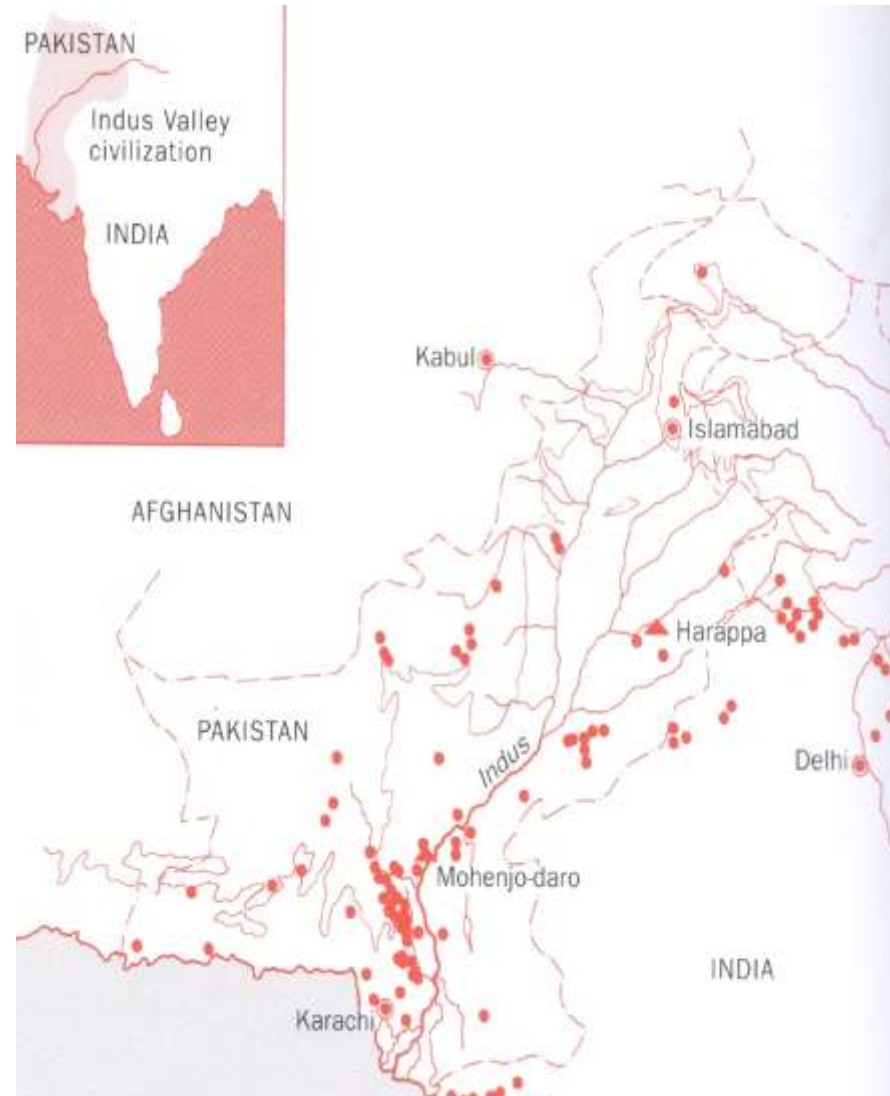 PAKISTAN
Indus Valley
civilization
INDIA
Kabul
Islamabad
AFGHANISTAN
Harappa
PAKISTAN
Indus
Delhi
Mohenjo-daro
INDIA
Karachi